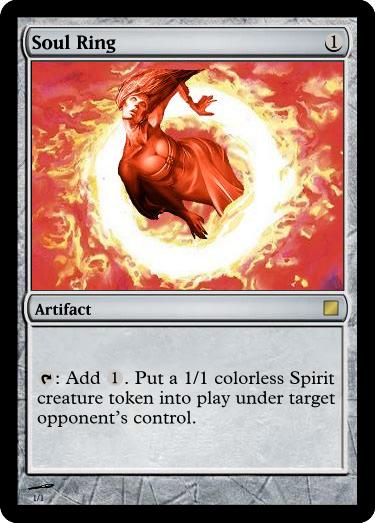 Soul Ring 1
Artifact
: Add 1. Put a 1/1 colorless Spirit
creature token into play under target
opponent's control.
1/1